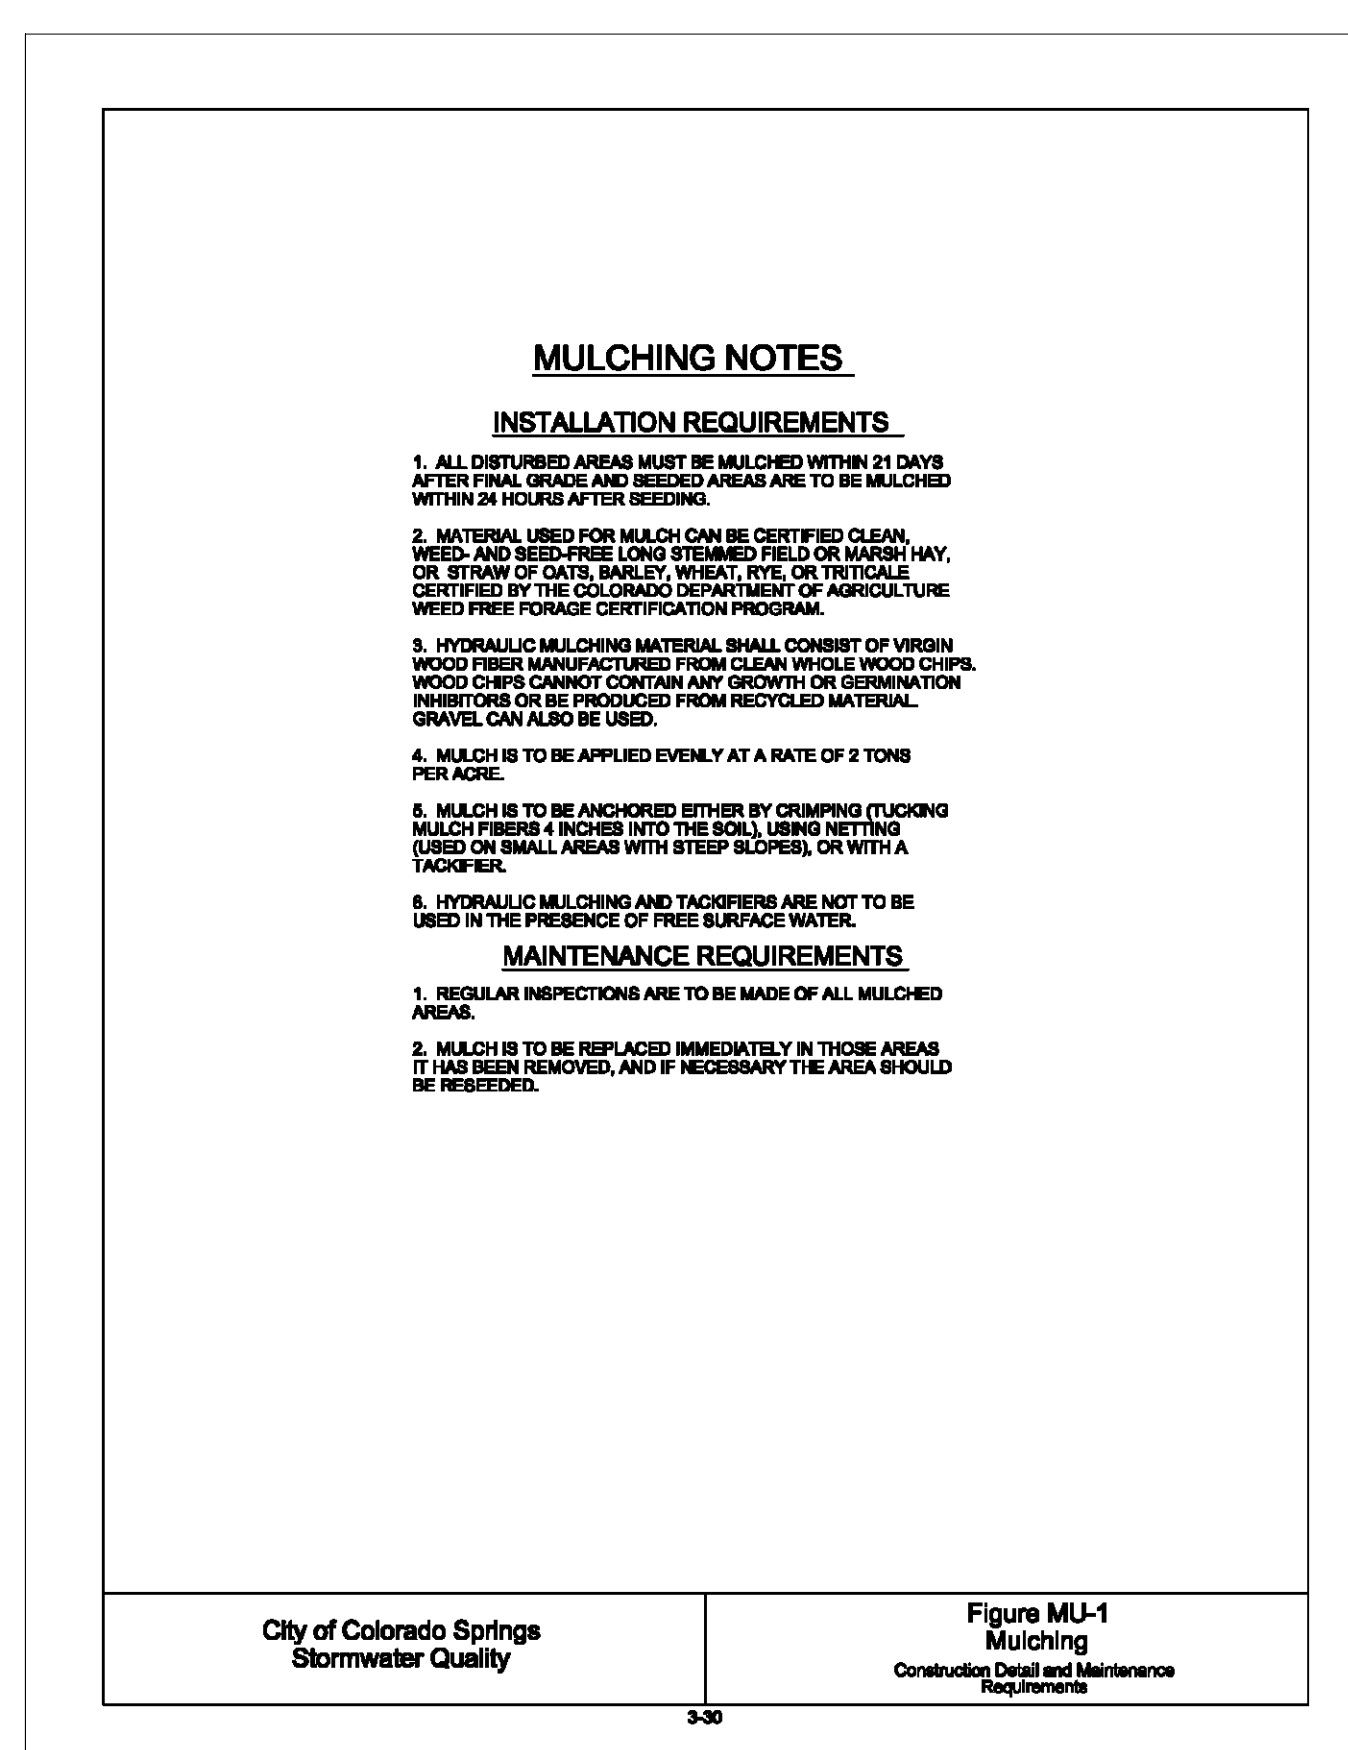 MULCHING NOTES
INSTALLATION REQUIREMENTS
1. ALL DISTURBED AREAS MUST BE MULCHED WITHIN 21 DAYS
AFTER FINAL GRADE AND SEEDED AREAS ARE TO BE MULCHED
WITHIN 24 HOURS AFTER SEEDING.
2. MATERIAL USED FOR MULCH CAN BE CERTIFIED CLEAN,
WEED- AND SEED-FREE LONG STEMMED FIELD OR MARSH HAY,
OR STRAW OF OATS, BARLEY, WHEAT, RYE, OR TRITICALE
CERTIFIED BY THE COLORADO DEPARTMENT OF AGRICULTURE
WEED FREE FORAGE CERTIFICATION PROGRAM.
3. HYDRAULIC MULCHING MATERIAL SHALL CONSIST OF VIRGIN
WOOD FIBER MANUFACTURED FROM CLEAN WHOLE WOOD CHIPS.
WOOD CHIPS CANNOT CONTAIN ANY GROWTH OR GERMINATION
INHIBITORS OR BE PRODUCED FROM RECYCLED MATERIAL.
GRAVEL CAN ALSO BE USED.
4. MULCH IS TO BE APPLIED EVENLY AT A RATE OF 2 TONS
PER ACRE.
5. MULCH IS TO BE ANCHORED EITHER BY CRIMPING (TUCKING
MULCH FIBERS 4 INCHES INTO THE SOIL), USING NETTING
(USED ON SMALL AREAS WITH STEEP SLOPES), OR WITH A
TACKIFIER.
6. HYDRAULIC MULCHING AND TACKIFIERS ARE NOT TO BE
USED IN THE PRESENCE OF FREE SURFACE WATER.
MAINTENANCE REQUIREMENTS
1. REGULAR INSPECTIONS ARE TO BE MADE OF ALL MULCHED
AREAS.
2. MULCH IS TO BE REPLACED IMMEDIATELY IN THOSE AREAS
IT HAS BEEN REMOVED, AND IF NECESSARY THE AREA SHOULD
BE RESEEDED.
City of Colorado Springs
Stormwater Quality
Figure MU-1
Mulching
Construction Detail and Maintenance
Requirements
3-30